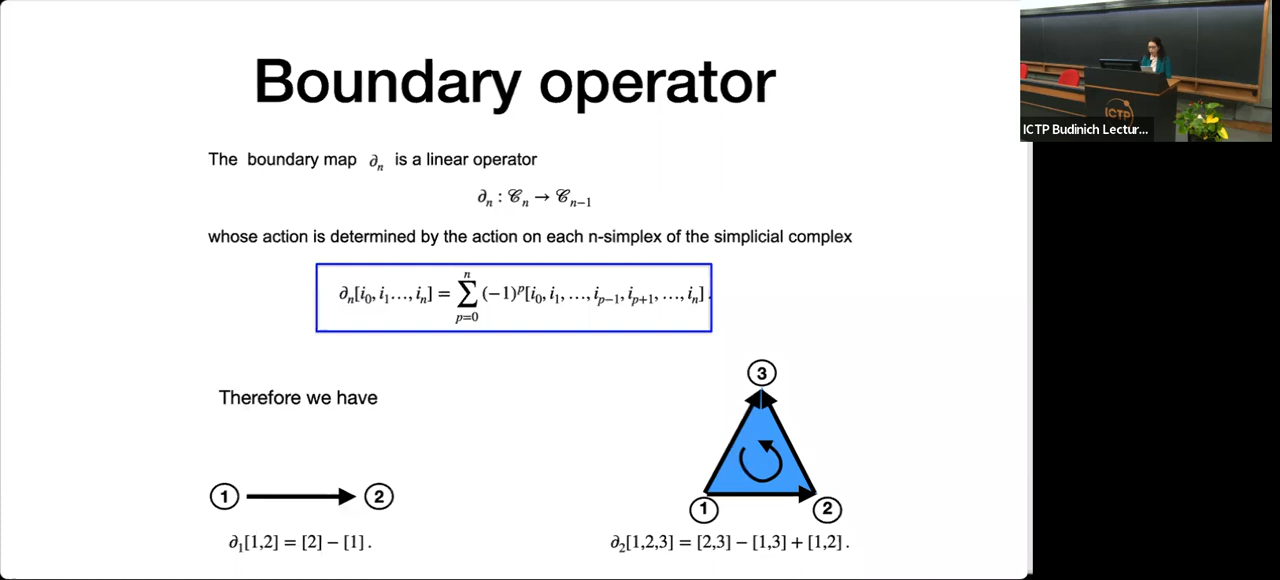 Boundary operator
The boundary map ∂ₙ is a linear operator
∂ₙ : 𝒞ₙ → 𝒞ₙ₋₁
whose action is determined by the action on each n-simplex of the simplicial complex
∂ₙ[i₀, i₁…, iₙ] = ∑ₚ₌₀ⁿ (−1)ᵖ[i₀, i₁, …, iₚ₋₁, iₚ₊₁, …, iₙ] .
Therefore we have
3
1 2
1 2
∂₁[1,2] = [2] − [1] .
∂₂[1,2,3] = [2,3] − [1,3] + [1,2] .
ICTP
ICTP Budinich Lectur...